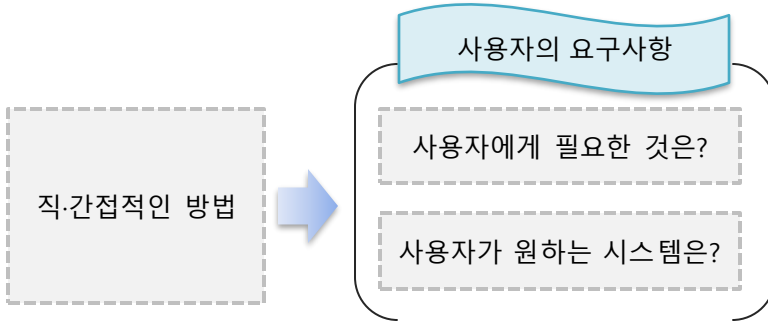 사용자의 요구사항
사용자에게 필요한 것은?
직·간접적인 방법
사용자가 원하는 시스템은?